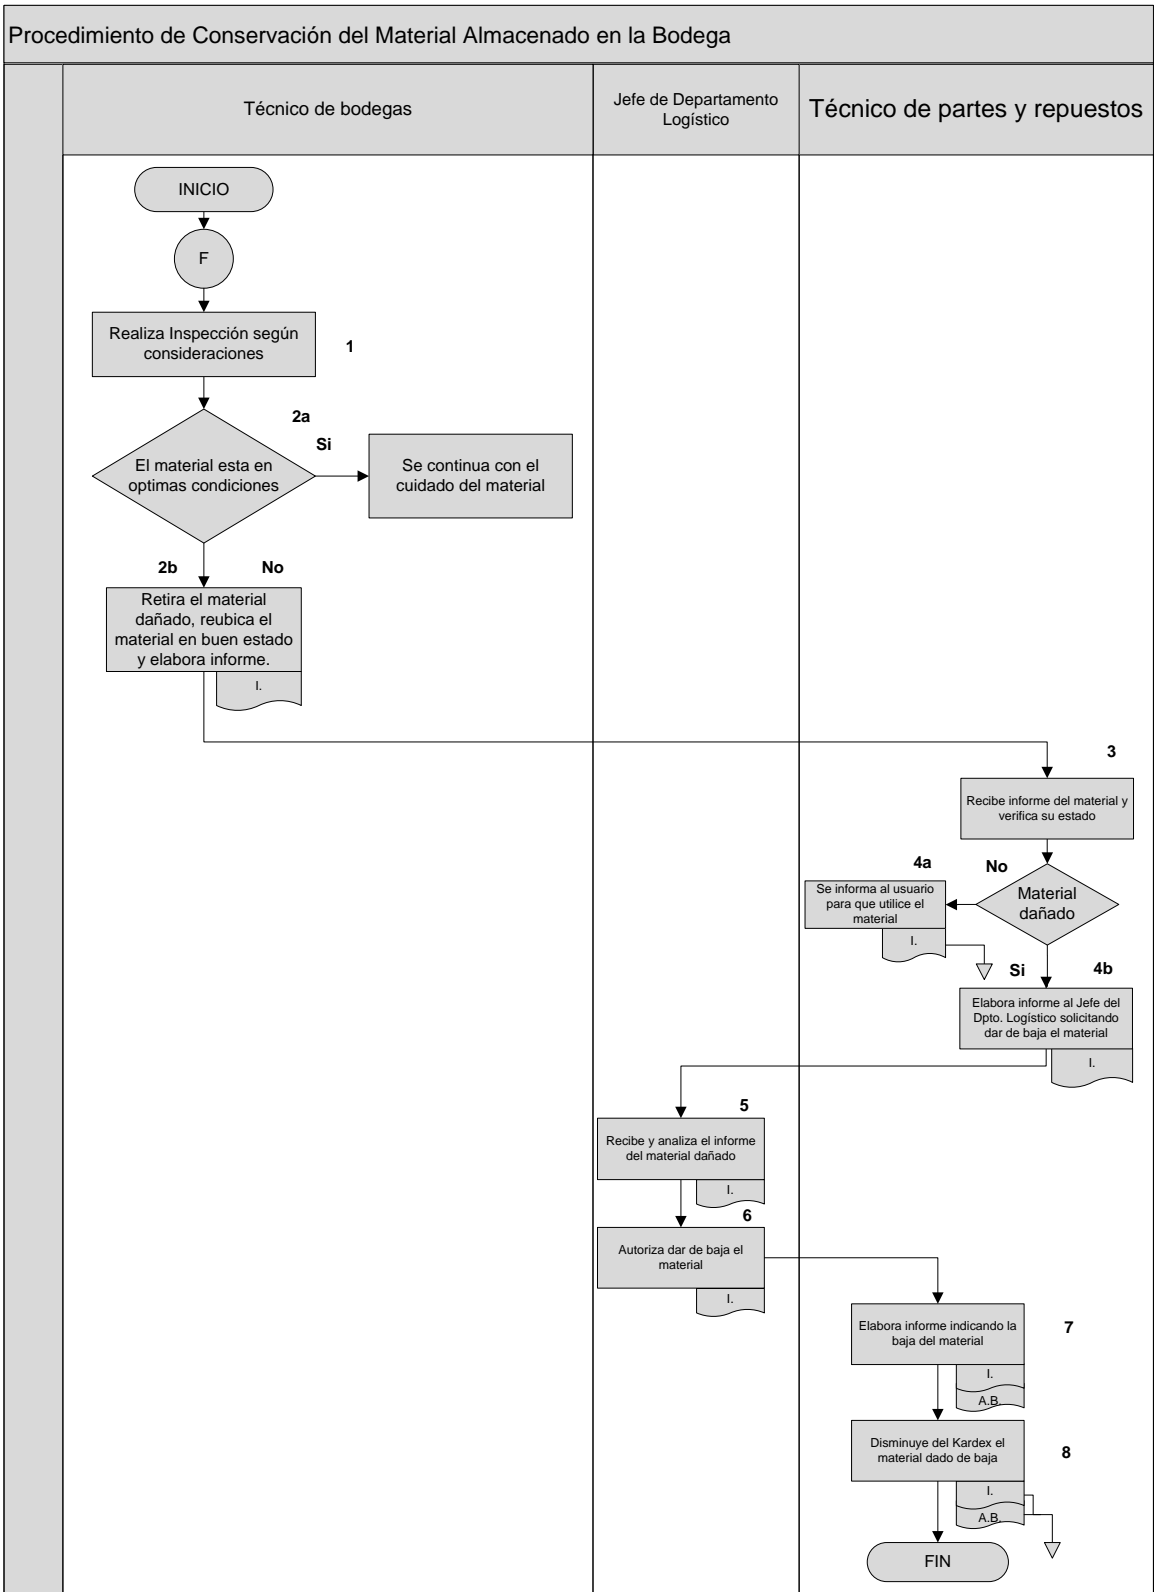 Procedimiento de Conservación del Material Almacenado en la Bodega
Técnico de bodegas
Jefe de Departamento
Logístico
Técnico de partes y repuestos
INICIO
F
Realiza Inspección según
consideraciones
1
2a
Si
El material esta en
optimas condiciones
Se continua con el
cuidado del material
2b
No
Retira el material
dañado, reubica el
material en buen estado
y elabora informe.
I.
3
Recibe informe del material y
verifica su estado
4a
No
Material
dañado
Se informa al usuario
para que utilice el
material
I.
Si
4b
Elabora informe al Jefe del
Dpto. Logístico solicitando
dar de baja el material
I.
5
Recibe y analiza el informe
del material dañado
I.
6
Autoriza dar de baja el
material
I.
Elabora informe indicando la
baja del material
7
I.
A.B.
Disminuye del Kardex el
material dado de baja
8
I.
A.B.
FIN